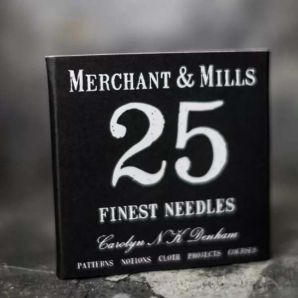 MERCHANT & MILLS
25
FINEST NEEDLES
Carolyn N K Denham
PATTERNS NOTIONS CLOTH PROJECTS COURSES